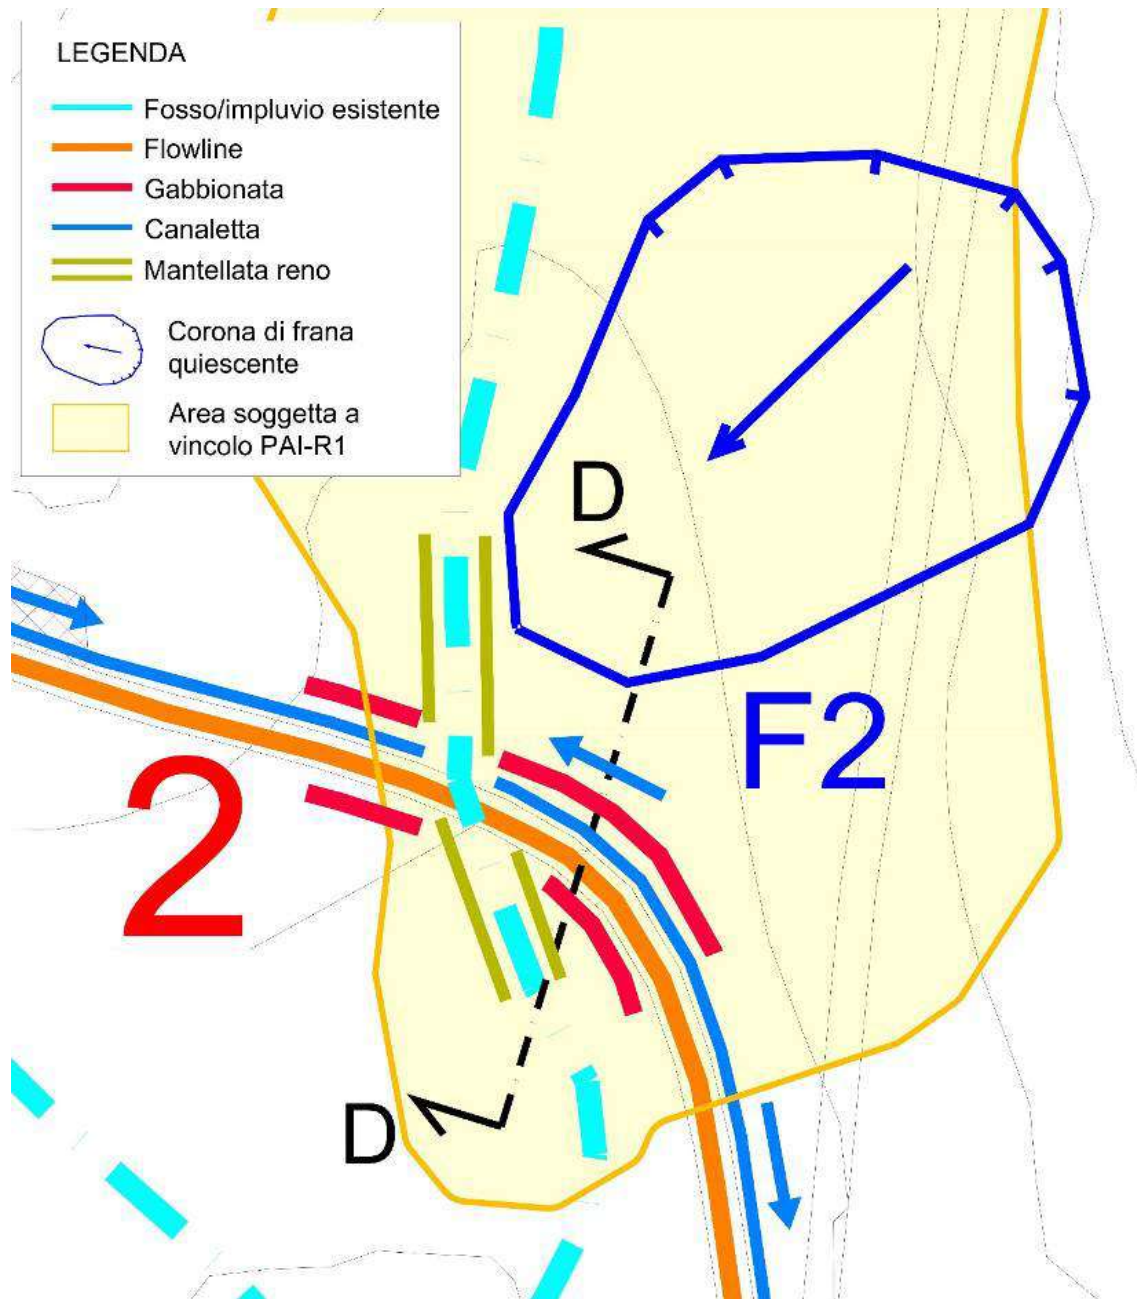 LEGENDA
Fosso/impluvio esistente
Flowline
Gabbionata
Canaletta
Mantellata reno
Corona di frana
quiescente
Area soggetta a
vincolo PAI-R1
D
F2
2
D